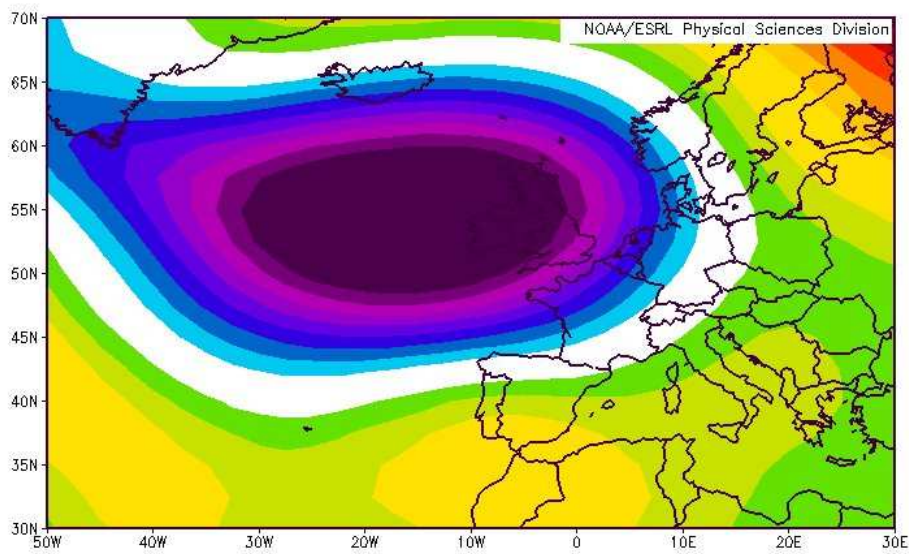 70N
NOAA/ESRL Physical Sciences Division
65N
60N
55N
50N
45N
40N
35N
30N
50W 40W 30W 20W 10W 0 10E 20E 30E